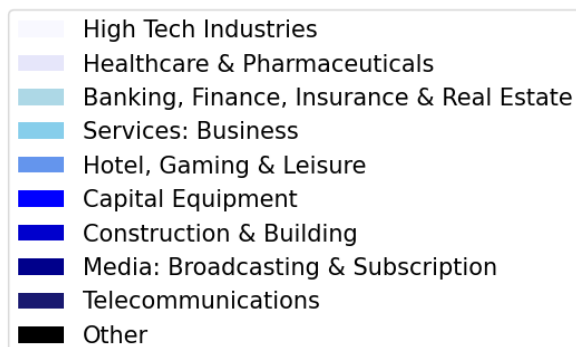 High Tech Industries
Healthcare & Pharmaceuticals
Banking, Finance, Insurance & Real Estate
Services: Business
Hotel, Gaming & Leisure
Capital Equipment
Construction & Building
Media: Broadcasting & Subscription
Telecommunications
Other